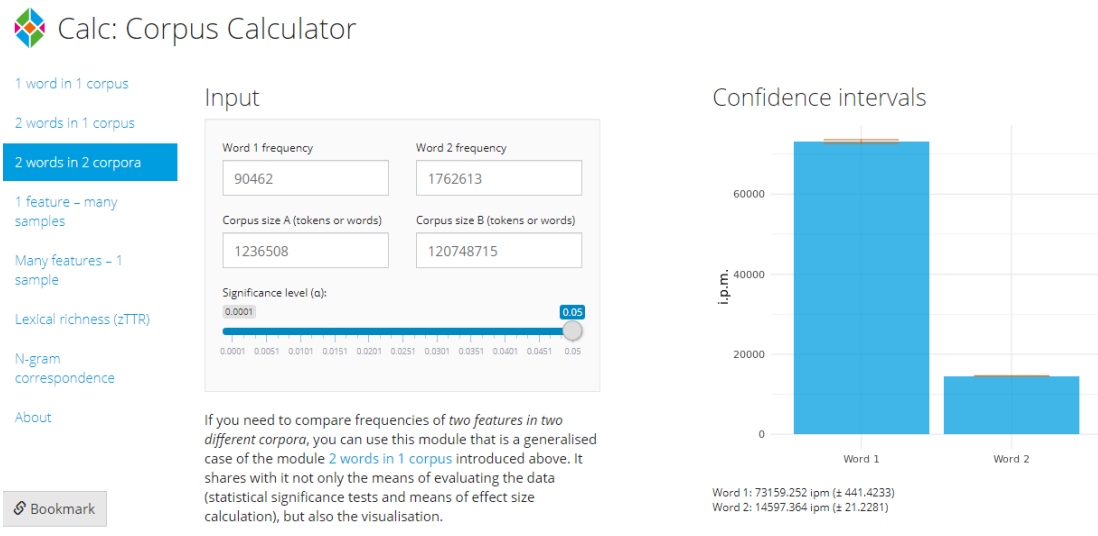 Calc: Corpus Calculator
1 word in 1 corpus
2 words in 1 corpus
2 words in 2 corpora
1 feature – many
samples
Many features – 1
sample
Lexical richness (zTTR)
N-gram
correspondence
About
Bookmark
Input
Word 1 frequency
Word 2 frequency
90462
1762613
Corpus size A (tokens or words)
Corpus size B (tokens or words)
1236508
120748715
Significance level (α):
0.0001
0.05
0.0001 0.0051 0.0101 0.0151 0.0201 0.0251 0.0301 0.0351 0.0401 0.0451 0.05
If you need to compare frequencies of two features in two
different corpora, you can use this module that is a generalised
case of the module 2 words in 1 corpus introduced above. It
shares with it not only the means of evaluating the data
(statistical significance tests and means of effect size
calculation), but also the visualisation.
Confidence intervals
i.p.m.
60000
40000
20000
0
Word 1
Word 2
Word 1: 73159.252 ipm (± 441.4233)
Word 2: 14597.364 ipm (± 21.2281)